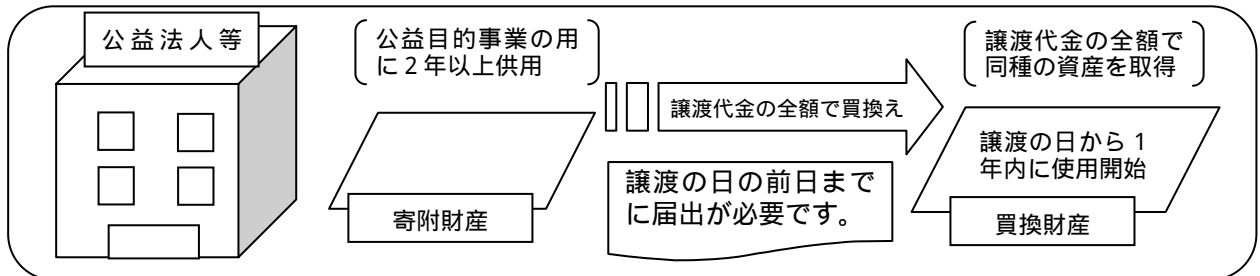 公益法人等
公益目的事業の用
に2年以上供用
寄附財産
譲渡代金の全額で買換え
譲渡の日の前日まで
に届出が必要です。
譲渡代金の全額で
同種の資産を取得
譲渡の日から1
年内に使用開始
買換財産